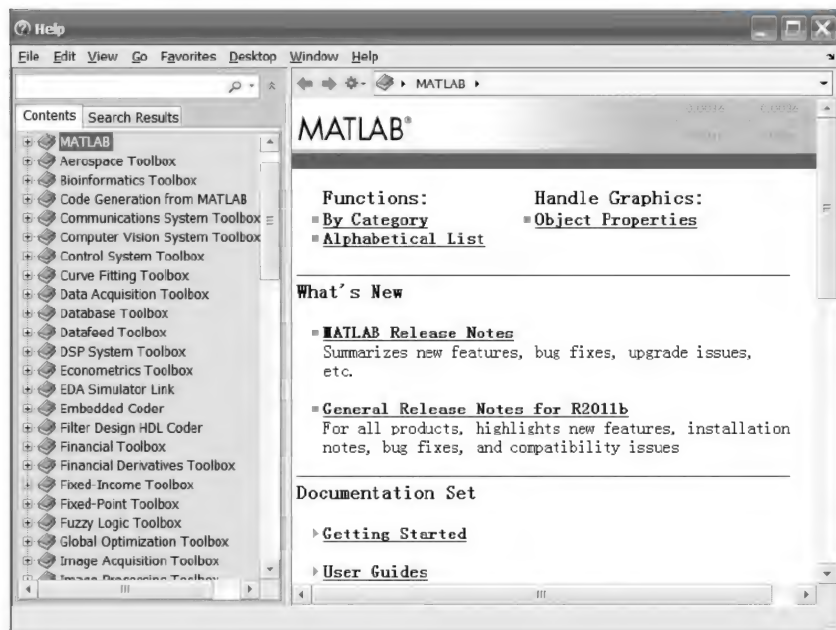 Help
File Edit View Go Favorites Desktop Window Help
MATLAB
Contents Search Results
MATLAB
Aerospace Toolbox
Bioinformatics Toolbox
Code Generation from MATLAB
Communications System Toolbox
Computer Vision System Toolbox
Control System Toolbox
Curve Fitting Toolbox
Data Acquisition Toolbox
Database Toolbox
Datafeed Toolbox
DSP System Toolbox
Econometrics Toolbox
EDA Simulator Link
Embedded Coder
Filter Design HDL Coder
Financial Toolbox
Financial Derivatives Toolbox
Fixed-Income Toolbox
Fixed-Point Toolbox
Fuzzy Logic Toolbox
Global Optimization Toolbox
Image Acquisition Toolbox
Image Processing Toolbox
MATLAB®
Functions:
By Category
Alphabetical List
Handle Graphics:
Object Properties
What's New
MATLAB Release Notes
Summarizes new features, bug fixes, upgrade issues,
etc.
General Release Notes for R2011b
For all products, highlights new features, installation
notes, bug fixes, and compatibility issues
Documentation Set
Getting Started
User Guides